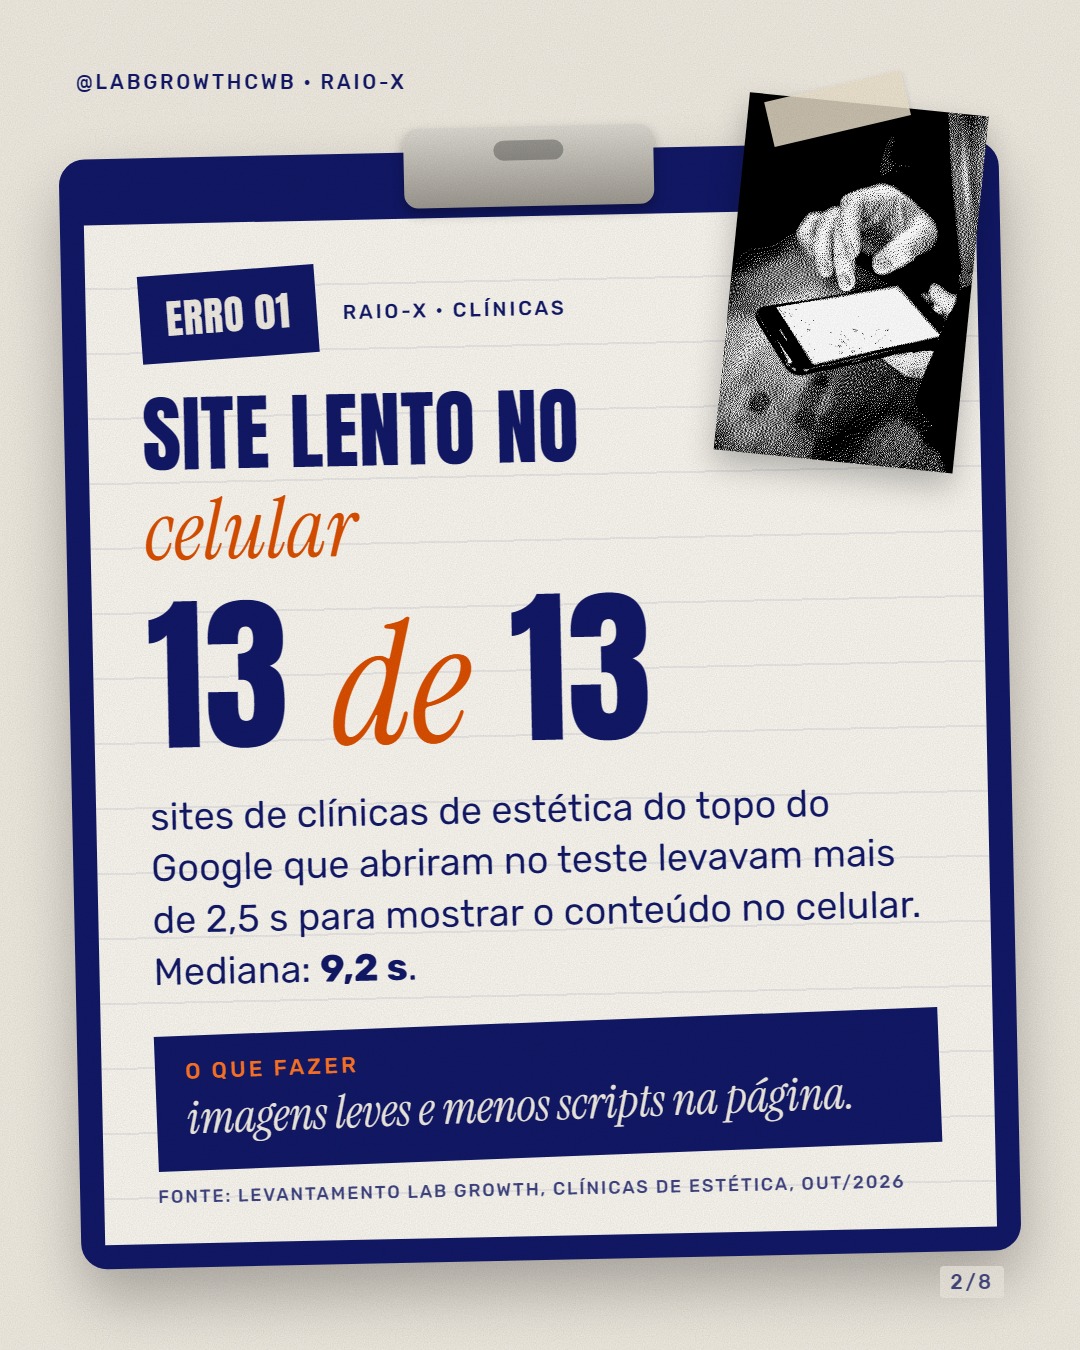 @LABGROWTHCWB • RAIO-X
ERRO 01
RAIO-X • CLÍNICAS
SITE LENTO NO
celular
13 de 13
sites de clínicas de estética do topo do
Google que abriram no teste levavam mais
de 2,5 s para mostrar o conteúdo no celular.
Mediana: 9,2 s.
O QUE FAZER
imagens leves e menos scripts na página.
FONTE: LEVANTAMENTO LAB GROWTH, CLÍNICAS DE ESTÉTICA, OUT/2026
2/8